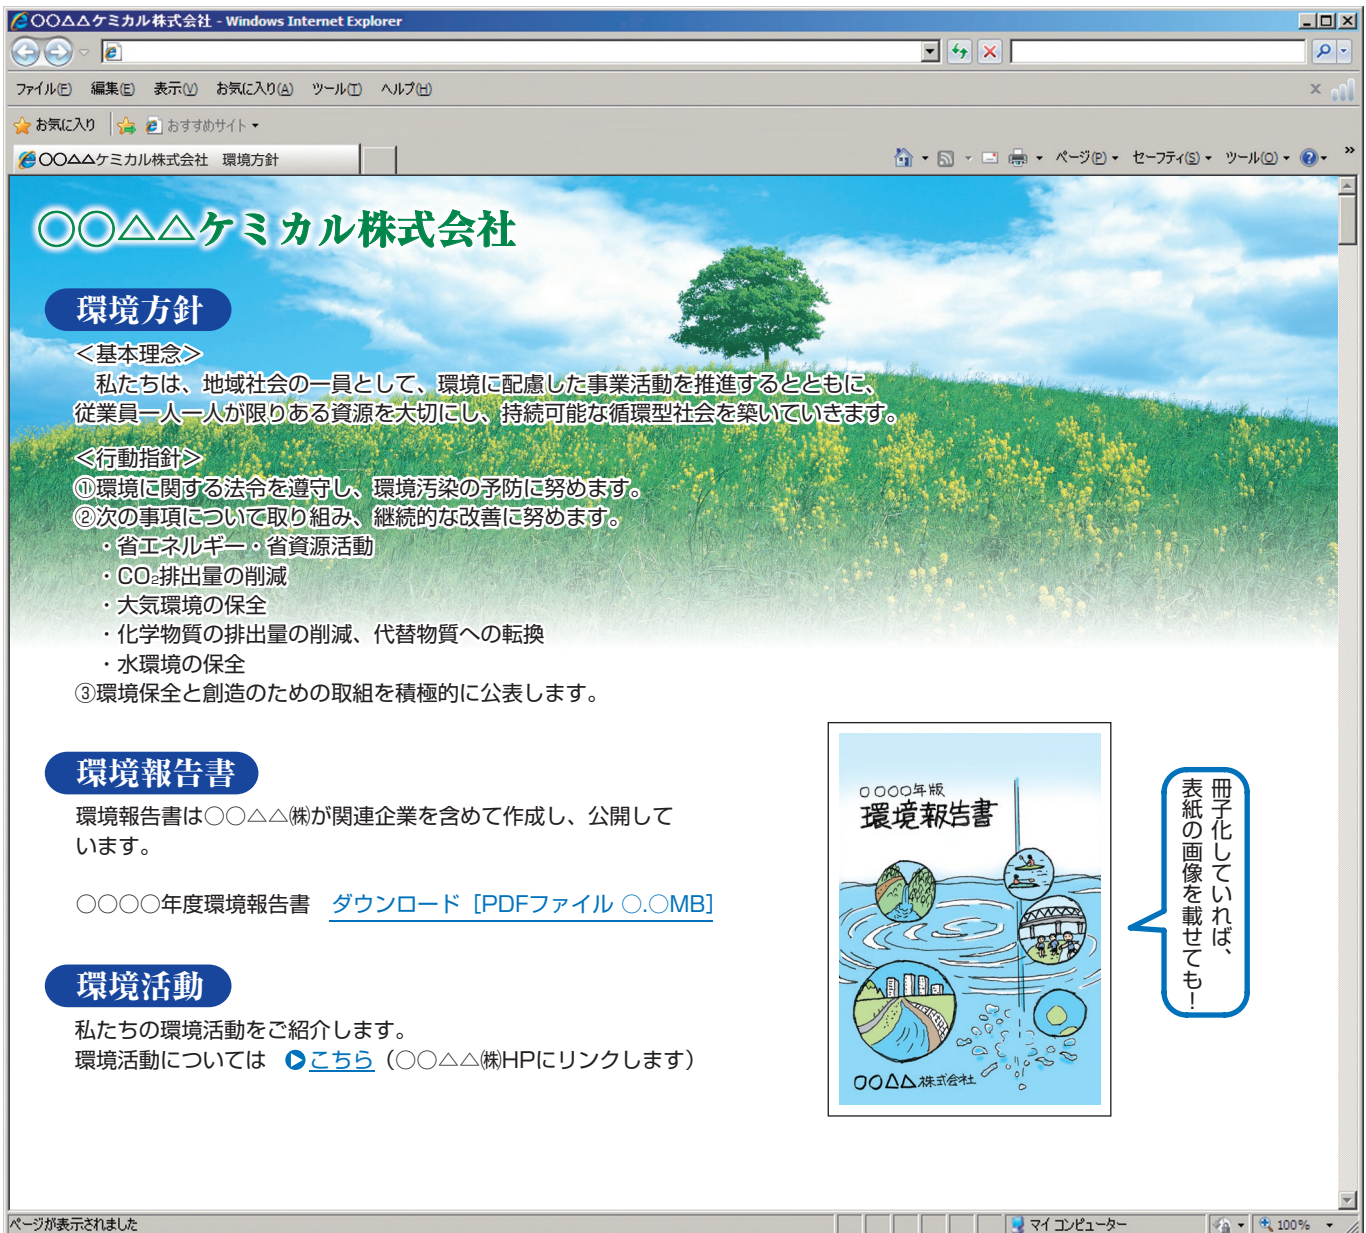 〇〇△△ケミカル株式会社 - Windows Internet Explorer
ファイル(F) 編集(E) 表示(V) お気に入り(A) ツール(T) ヘルプ(H)
お気に入り おすすめサイト
〇〇△△ケミカル株式会社 環境方針
ページ(P) セーフティ(S) ツール(O)
〇〇△△ケミカル株式会社
環境方針
＜基本理念＞
私たちは、地域社会の一員として、環境に配慮した事業活動を推進するとともに、
従業員一人一人が限りある資源を大切にし、持続可能な循環型社会を築いていきます。
＜行動指針＞
①環境に関する法令を遵守し、環境汚染の予防に努めます。
②次の事項について取り組み、継続的な改善に努めます。
・省エネルギー・省資源活動
・CO₂排出量の削減
・大気環境の保全
・化学物質の排出量の削減、代替物質への転換
・水環境の保全
③環境保全と創造のための取組を積極的に公表します。
環境報告書
環境報告書は〇〇△△㈱が関連企業を含めて作成し、公開して
います。
〇〇〇〇年度環境報告書 ダウンロード［PDFファイル 〇.〇MB］
環境活動
私たちの環境活動をご紹介します。
環境活動については こちら（〇〇△△㈱HPにリンクします）
〇〇〇〇年版
環境報告書
〇〇△△株式会社
冊子化していれば、
表紙の画像を載せても！
ページが表示されました
マイ コンピューター
100%